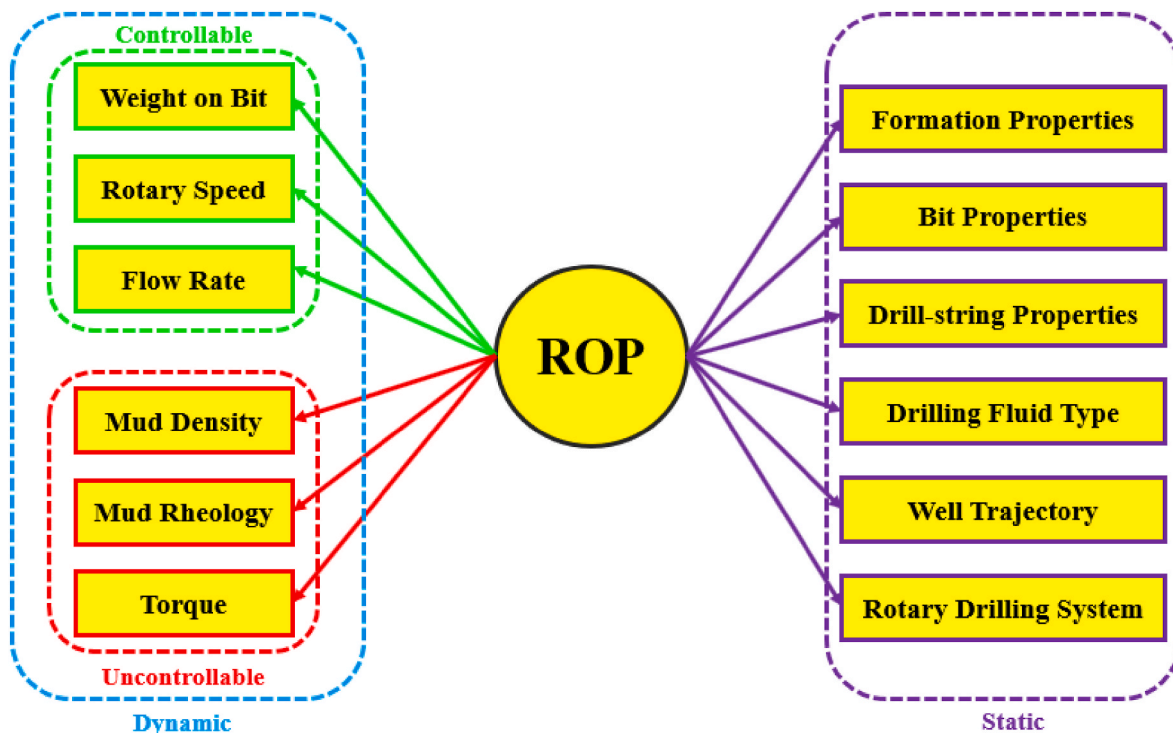 Controllable
Weight on Bit
Rotary Speed
Flow Rate
Mud Density
Mud Rheology
Torque
Uncontrollable
Dynamic
ROP
Formation Properties
Bit Properties
Drill-string Properties
Drilling Fluid Type
Well Trajectory
Rotary Drilling System
Static